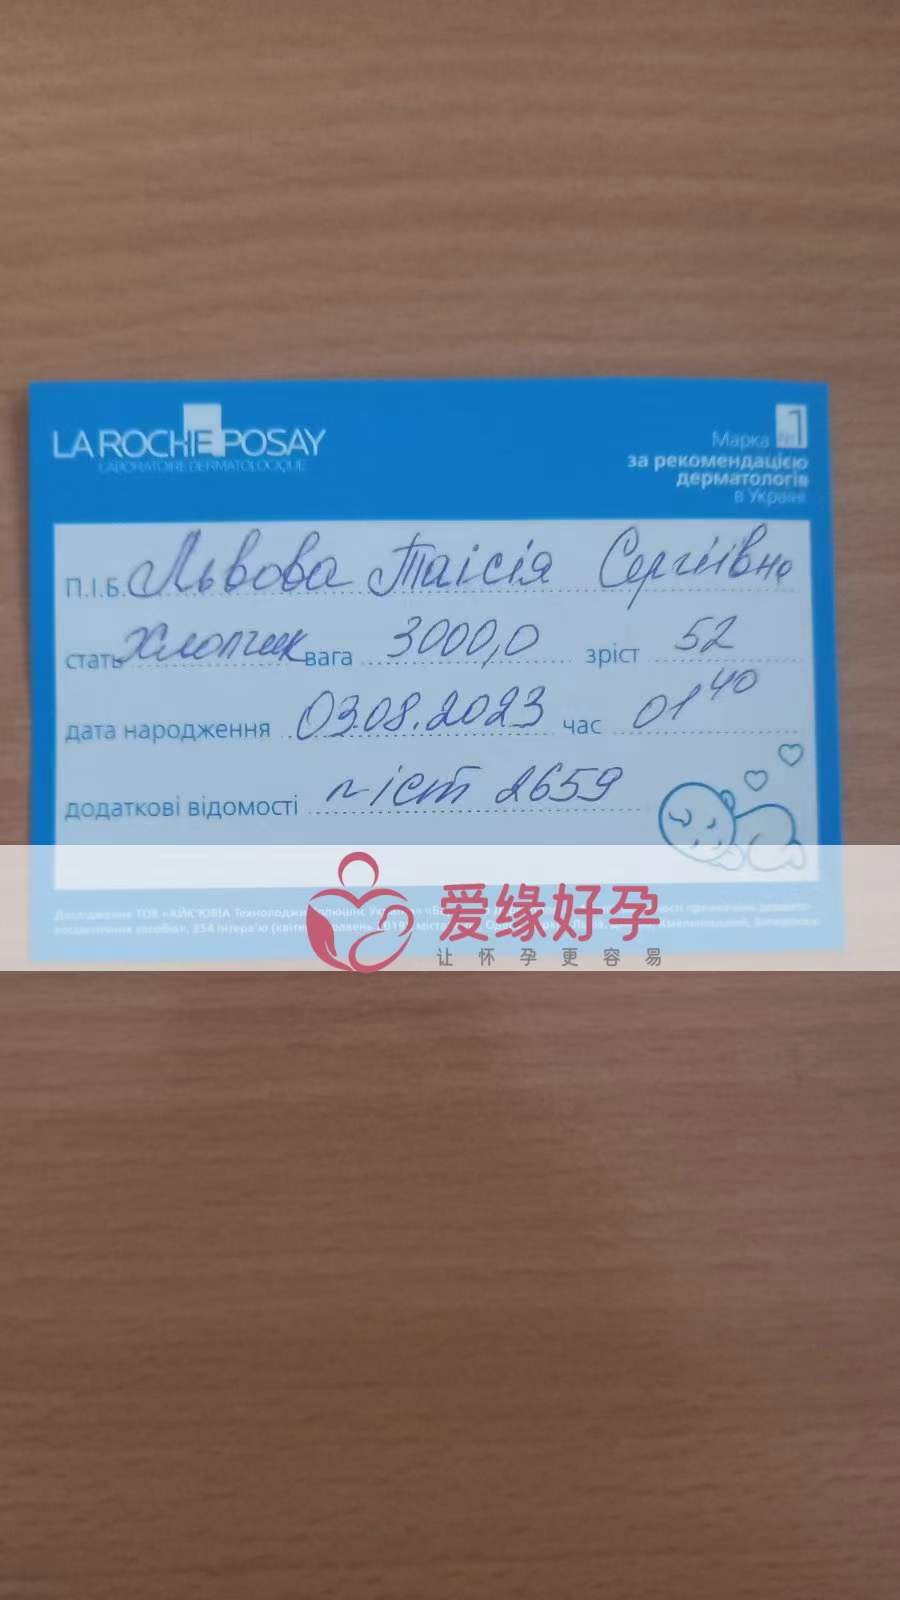 LA ROCHE POSAY
LABORATOIRE DERMATOLOGIQUE
Марка №1
за рекомендацією
дерматологів
в Україні
П.І.Б. Львова Таісія Сергіївна
стать Хлопчик вага 3000,0 зріст 52
дата народження 03.08.2023 час 01 40
додаткові відомості іст 2659
爱缘好孕
让怀孕更容易